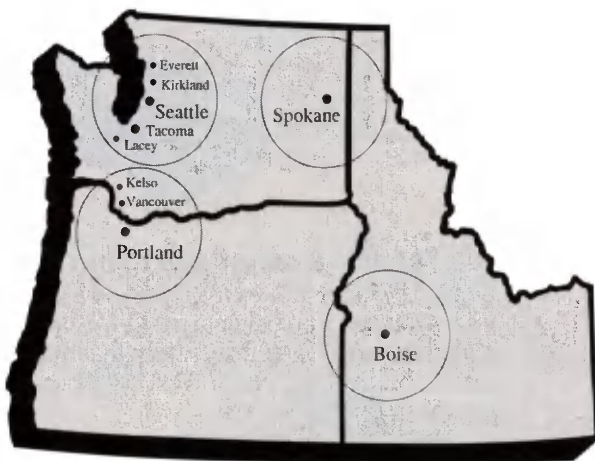 Everett
Kirkland
Seattle
Spokane
Tacoma
Lacey
Kelso
Vancouver
Portland
Boise